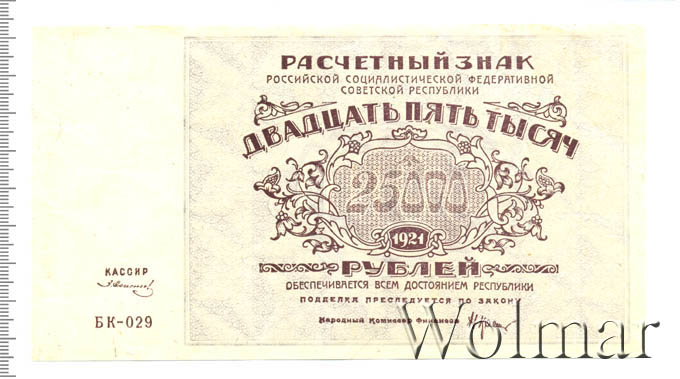 РАСЧЕТНЫЙ ЗНАК
РОССИЙСКОЙ СОЦИАЛИСТИЧЕСКОЙ ФЕДЕРАТИВНОЙ
СОВЕТСКОЙ РЕСПУБЛИКИ
ДВАДЦАТЬ ПЯТЬ ТЫСЯЧ
25000
1921
РУБЛЕЙ
ОБЕСПЕЧИВАЕТСЯ ВСЕМ ДОСТОЯНИЕМ РЕСПУБЛИКИ
ПОДДЕЛКА ПРЕСЛЕДУЕТСЯ ПО ЗАКОНУ
Народный Комиссар Финансов
КАССИР
БК-029
Wolmar